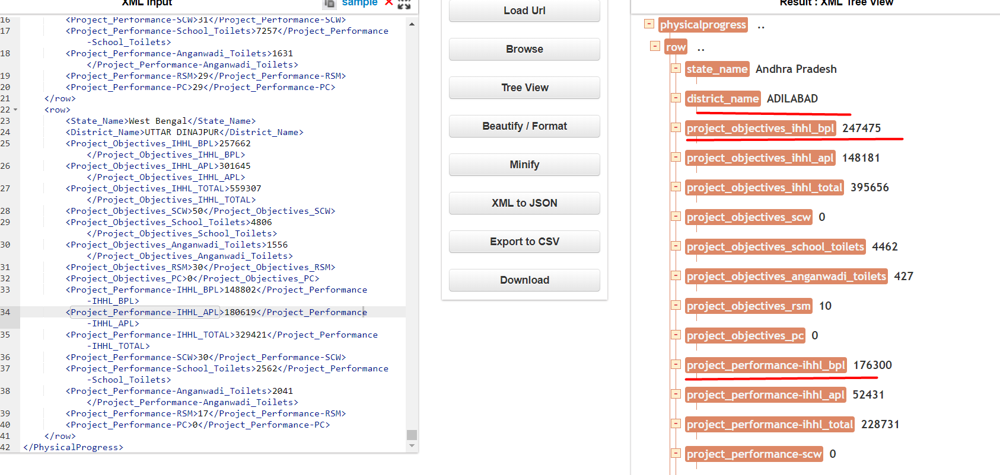 XML Input
sample
16 <Project_Performance-SCW>31</Project_Performance-SCW>
17 <Project_Performance-School_Toilets>7257</Project_Performance
-School_Toilets>
18 <Project_Performance-Anganwadi_Toilets>1631
</Project_Performance-Anganwadi_Toilets>
19 <Project_Performance-RSM>29</Project_Performance-RSM>
20 <Project_Performance-PC>29</Project_Performance-PC>
21 </row>
22 <row>
23 <State_Name>West Bengal</State_Name>
24 <District_Name>UTTAR DINAJPUR</District_Name>
25 <Project_Objectives_IHHL_BPL>257662
</Project_Objectives_IHHL_BPL>
26 <Project_Objectives_IHHL_APL>301645
</Project_Objectives_IHHL_APL>
27 <Project_Objectives_IHHL_TOTAL>559307
</Project_Objectives_IHHL_TOTAL>
28 <Project_Objectives_SCW>50</Project_Objectives_SCW>
29 <Project_Objectives_School_Toilets>4806
</Project_Objectives_School_Toilets>
30 <Project_Objectives_Anganwadi_Toilets>1556
</Project_Objectives_Anganwadi_Toilets>
31 <Project_Objectives_RSM>30</Project_Objectives_RSM>
32 <Project_Objectives_PC>0</Project_Objectives_PC>
33 <Project_Performance-IHHL_BPL>148802</Project_Performance
-IHHL_BPL>
34 <Project_Performance-IHHL_APL>180619</Project_Performance
-IHHL_APL>
35 <Project_Performance-IHHL_TOTAL>329421</Project_Performance
-IHHL_TOTAL>
36 <Project_Performance-SCW>30</Project_Performance-SCW>
37 <Project_Performance-School_Toilets>2562</Project_Performance
-School_Toilets>
38 <Project_Performance-Anganwadi_Toilets>2041
</Project_Performance-Anganwadi_Toilets>
39 <Project_Performance-RSM>17</Project_Performance-RSM>
40 <Project_Performance-PC>0</Project_Performance-PC>
41 </row>
42 </PhysicalProgress>
Load Url
Browse
Tree View
Beautify / Format
Minify
XML to JSON
Export to CSV
Download
Result : XML Tree View
physicalprogress ..
row ..
state_name Andhra Pradesh
district_name ADILABAD
project_objectives_ihhl_bpl 247475
project_objectives_ihhl_apl 148181
project_objectives_ihhl_total 395656
project_objectives_scw 0
project_objectives_school_toilets 4462
project_objectives_anganwadi_toilets 427
project_objectives_rsm 10
project_objectives_pc 0
project_performance-ihhl_bpl 176300
project_performance-ihhl_apl 52431
project_performance-ihhl_total 228731
project_performance-scw 0